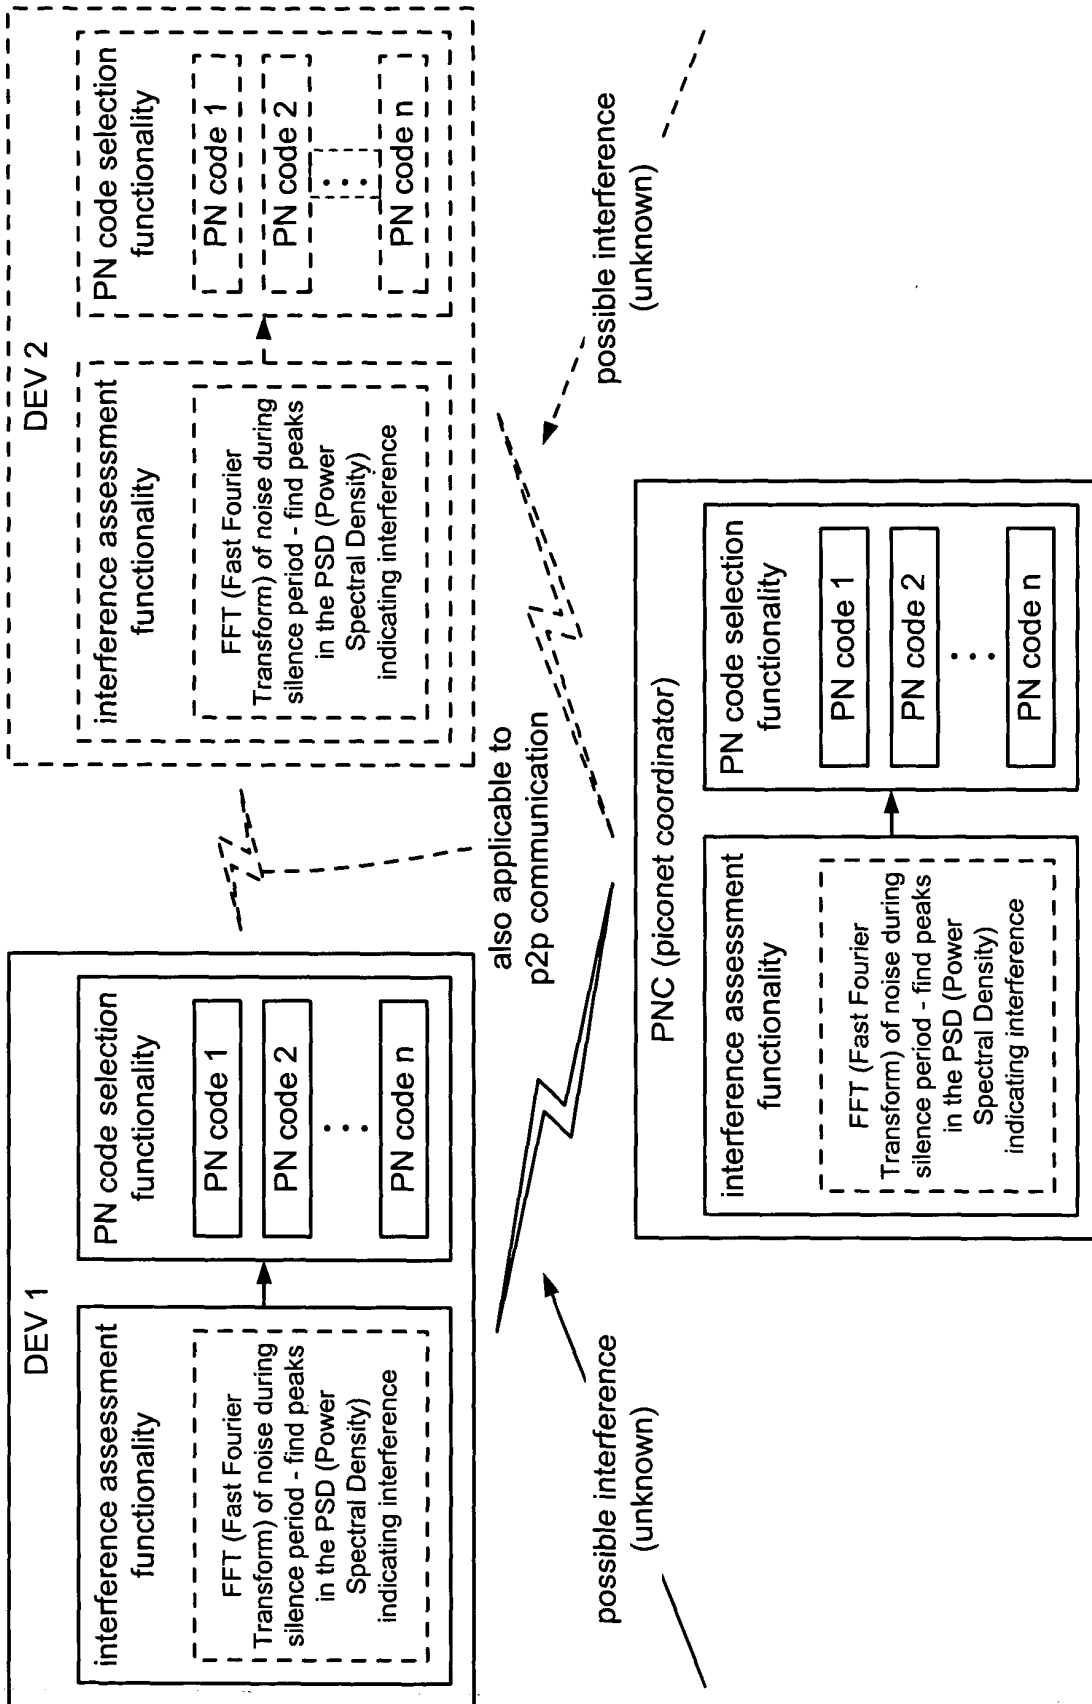 DEV 1
interference assessment
functionality
FFT (Fast Fourier
Transform) of noise during
silence period - find peaks
in the PSD (Power
Spectral Density)
indicating interference
PN code selection
functionality
PN code 1
PN code 2
...
PN code n
DEV 2
interference assessment
functionality
FFT (Fast Fourier
Transform) of noise during
silence period - find peaks
in the PSD (Power
Spectral Density)
indicating interference
PN code selection
functionality
PN code 1
PN code 2
...
PN code n
also applicable to
p2p communication
possible interference
(unknown)
possible interference
(unknown)
PNC (piconet coordinator)
interference assessment
functionality
FFT (Fast Fourier
Transform) of noise during
silence period - find peaks
in the PSD (Power
Spectral Density)
indicating interference
PN code selection
functionality
PN code 1
PN code 2
...
PN code n